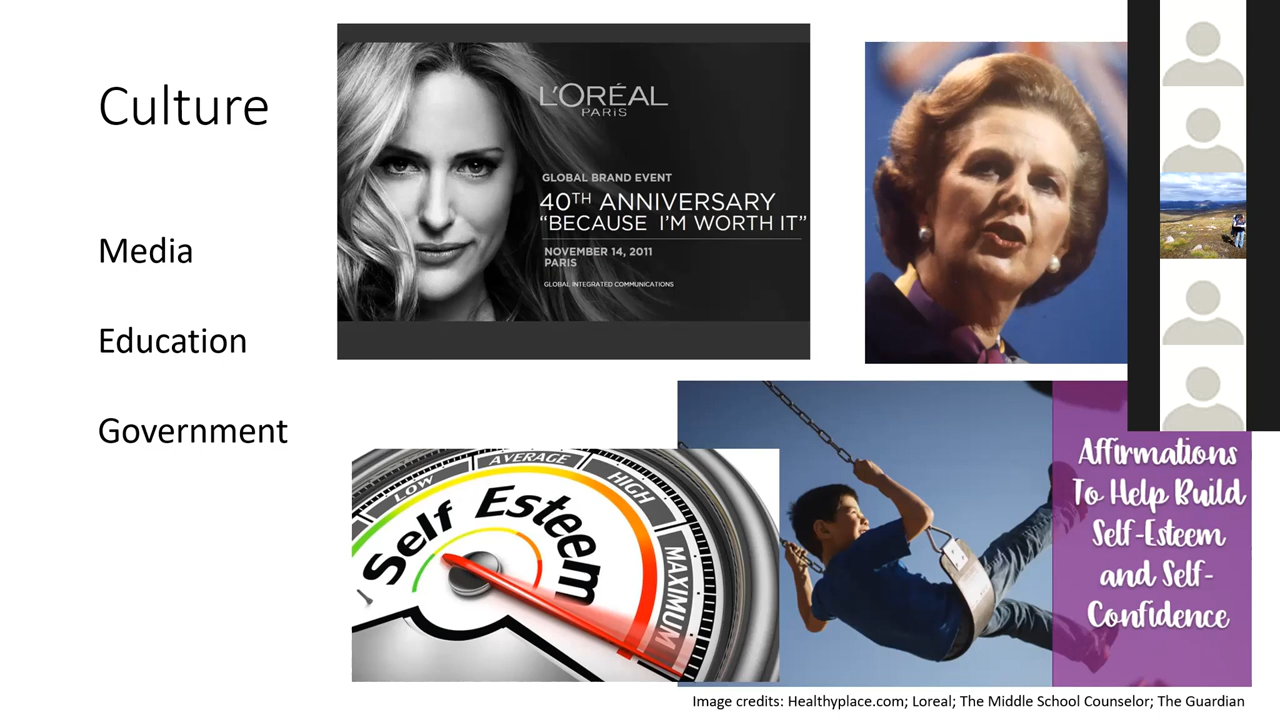 Culture
Media
Education
Government
L'ORÉAL
PARIS
GLOBAL BRAND EVENT
40TH ANNIVERSARY
“BECAUSE I'M WORTH IT”
NOVEMBER 14, 2011
PARIS
GLOBAL INTEGRATED COMMUNICATIONS
LOW
AVERAGE
HIGH
MAXIMUM
Self Esteem
Affirmations
To Help Build
Self-Esteem
and Self-
Confidence
Image credits: Healthyplace.com; Loreal; The Middle School Counselor; The Guardian